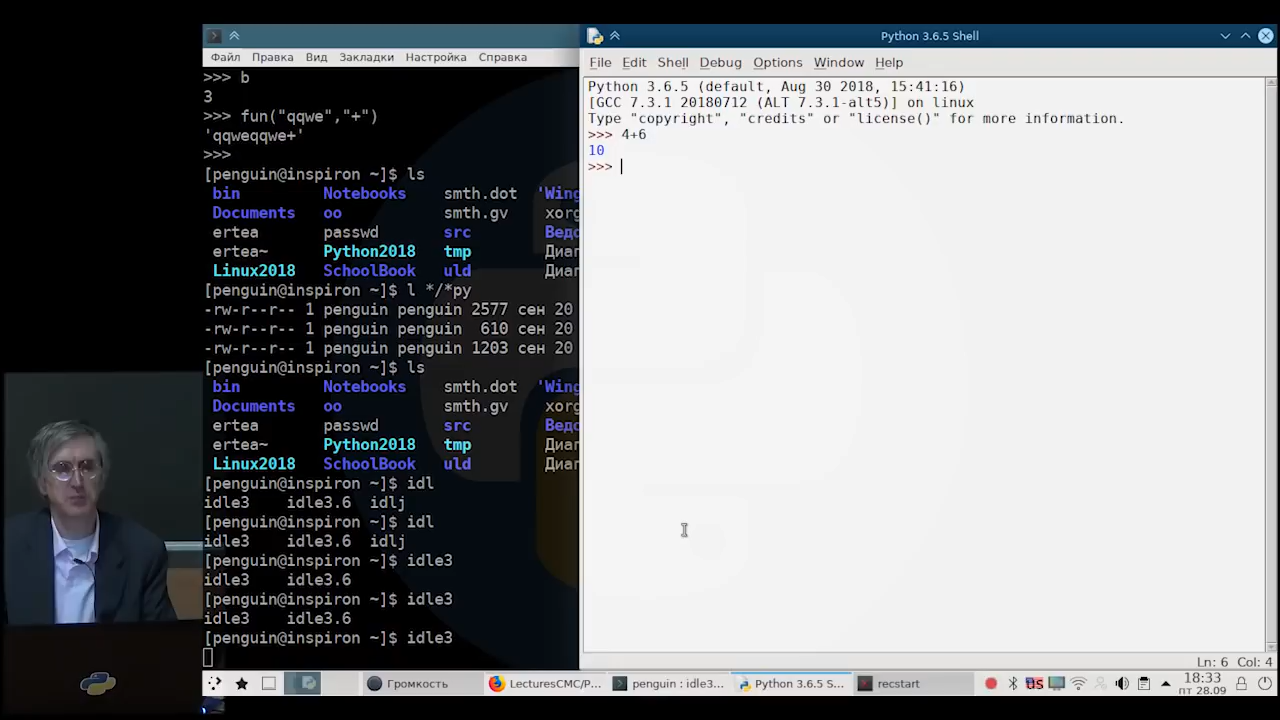 Файл Правка Вид Закладки Настройка Справка
>>> b
3
>>> fun("qqwe","+")
'qqweqqwe+'
>>>
[penguin@inspiron ~]$ ls
bin Notebooks smth.dot 'Wing
Documents oo smth.gv xorg
ertea passwd src Ведо
ertea~ Python2018 tmp Диаг
Linux2018 SchoolBook uld Диаг
[penguin@inspiron ~]$ l */*py
-rw-r--r-- 1 penguin penguin 2577 сен 20
-rw-r--r-- 1 penguin penguin 610 сен 20
-rw-r--r-- 1 penguin penguin 1203 сен 20
[penguin@inspiron ~]$ ls
bin Notebooks smth.dot 'Wing
Documents oo smth.gv xorg
ertea passwd src Ведо
ertea~ Python2018 tmp Диаг
Linux2018 SchoolBook uld Диаг
[penguin@inspiron ~]$ idl
idle3 idle3.6 idlj
[penguin@inspiron ~]$ idl
idle3 idle3.6 idlj
[penguin@inspiron ~]$ idle3
idle3 idle3.6
[penguin@inspiron ~]$ idle3
idle3 idle3.6
[penguin@inspiron ~]$ idle3
Python 3.6.5 Shell
File Edit Shell Debug Options Window Help
Python 3.6.5 (default, Aug 30 2018, 15:41:16)
[GCC 7.3.1 20180712 (ALT 7.3.1-alt5)] on linux
Type "copyright", "credits" or "license()" for more information.
>>> 4+6
10
>>>
Ln: 6 Col: 4
Громкость LecturesCMC/P... penguin : idle3... Python 3.6.5 S... recstart us 18:33
пт 28.09